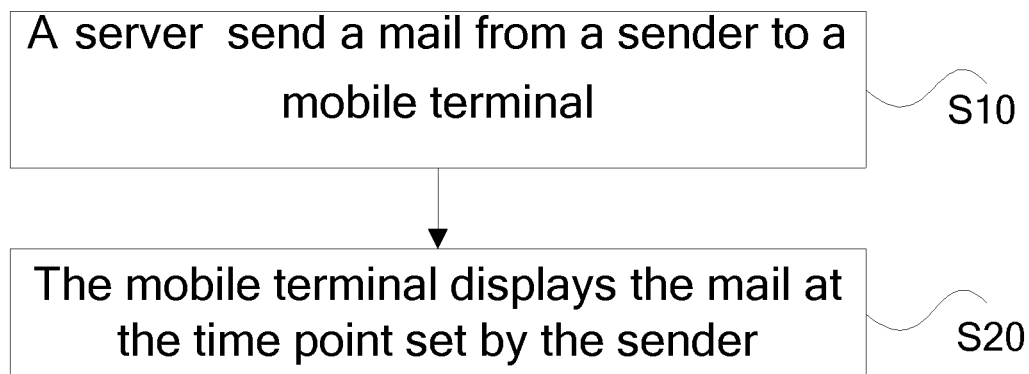 A server send a mail from a sender to a
mobile terminal
S10
The mobile terminal displays the mail at
the time point set by the sender
S20